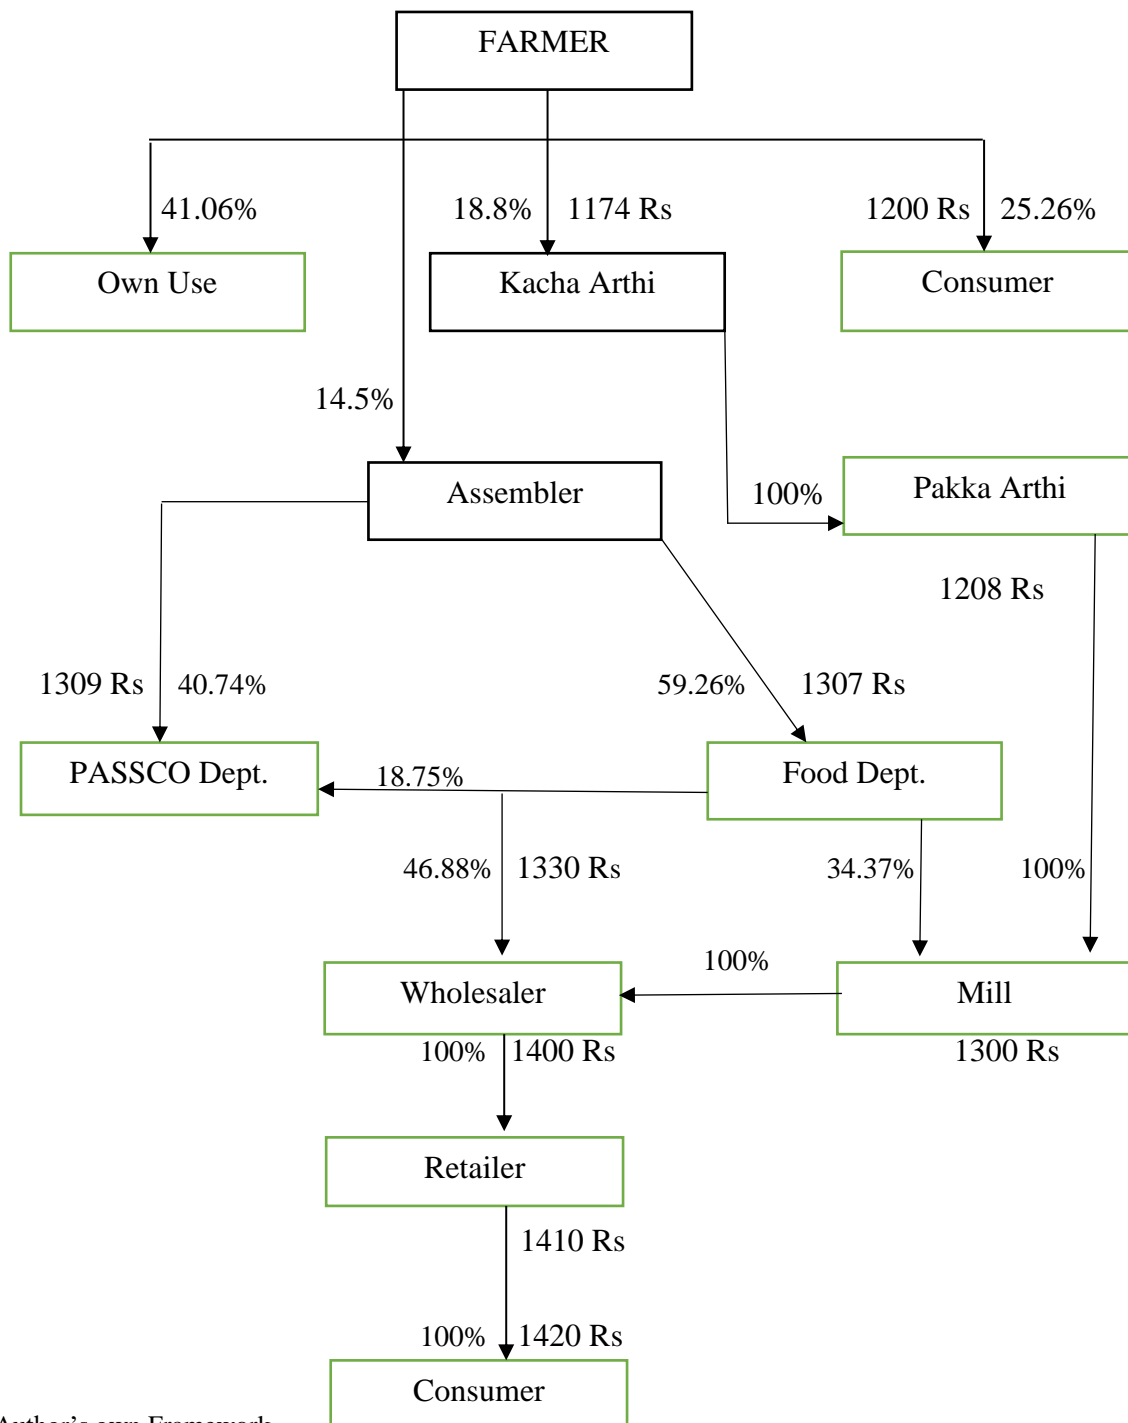 FARMER
41.06%
18.8%
1174 Rs
1200 Rs
25.26%
Own Use
Kacha Arthi
Consumer
14.5%
Assembler
100%
Pakka Arthi
1208 Rs
1309 Rs
40.74%
59.26%
1307 Rs
PASSCO Dept.
18.75%
Food Dept.
46.88%
1330 Rs
34.37%
100%
Wholesaler
100%
Mill
100%
1400 Rs
1300 Rs
Retailer
1410 Rs
100%
1420 Rs
Consumer
Author's own Framework